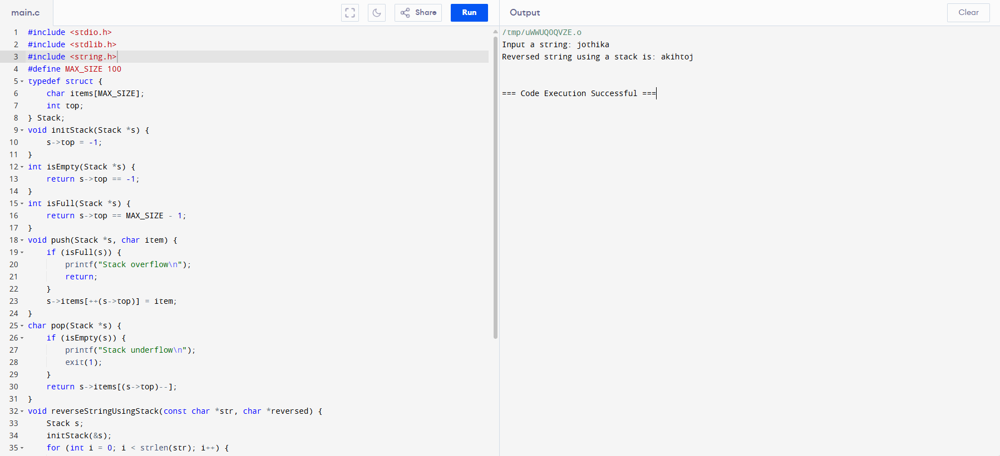 main.c
Share
Run
Output
Clear
1 #include <stdio.h>
2 #include <stdlib.h>
3 #include <string.h>
4 #define MAX_SIZE 100
5 typedef struct {
6     char items[MAX_SIZE];
7     int top;
8 } Stack;
9 void initStack(Stack *s) {
10     s->top = -1;
11 }
12 int isEmpty(Stack *s) {
13     return s->top == -1;
14 }
15 int isFull(Stack *s) {
16     return s->top == MAX_SIZE - 1;
17 }
18 void push(Stack *s, char item) {
19     if (isFull(s)) {
20         printf("Stack overflow\n");
21         return;
22     }
23     s->items[++(s->top)] = item;
24 }
25 char pop(Stack *s) {
26     if (isEmpty(s)) {
27         printf("Stack underflow\n");
28         exit(1);
29     }
30     return s->items[(s->top)--];
31 }
32 void reverseStringUsingStack(const char *str, char *reversed) {
33     Stack s;
34     initStack(&s);
35     for (int i = 0; i < strlen(str); i++) {
/tmp/uWWUQ0QVZE.o
Input a string: jothika
Reversed string using a stack is: akihtoj
=== Code Execution Successful ===